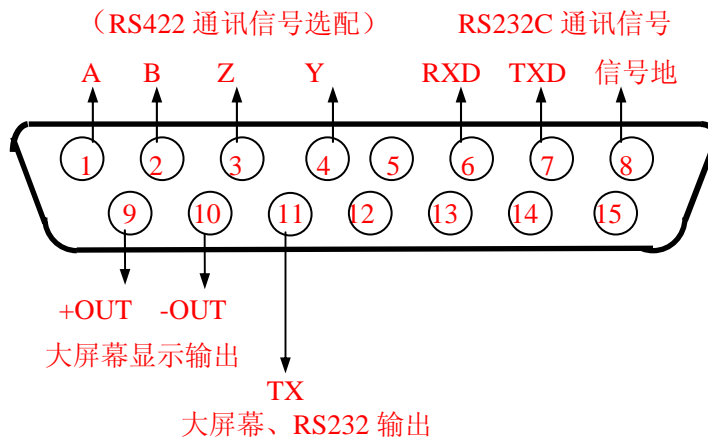 （RS422 通讯信号选配） RS232C 通讯信号
A B Z Y RXD TXD 信号地
1 2 3 4 5 6 7 8
9 10 11 12 13 14 15
+OUT -OUT
大屏幕显示输出
TX
大屏幕、RS232 输出